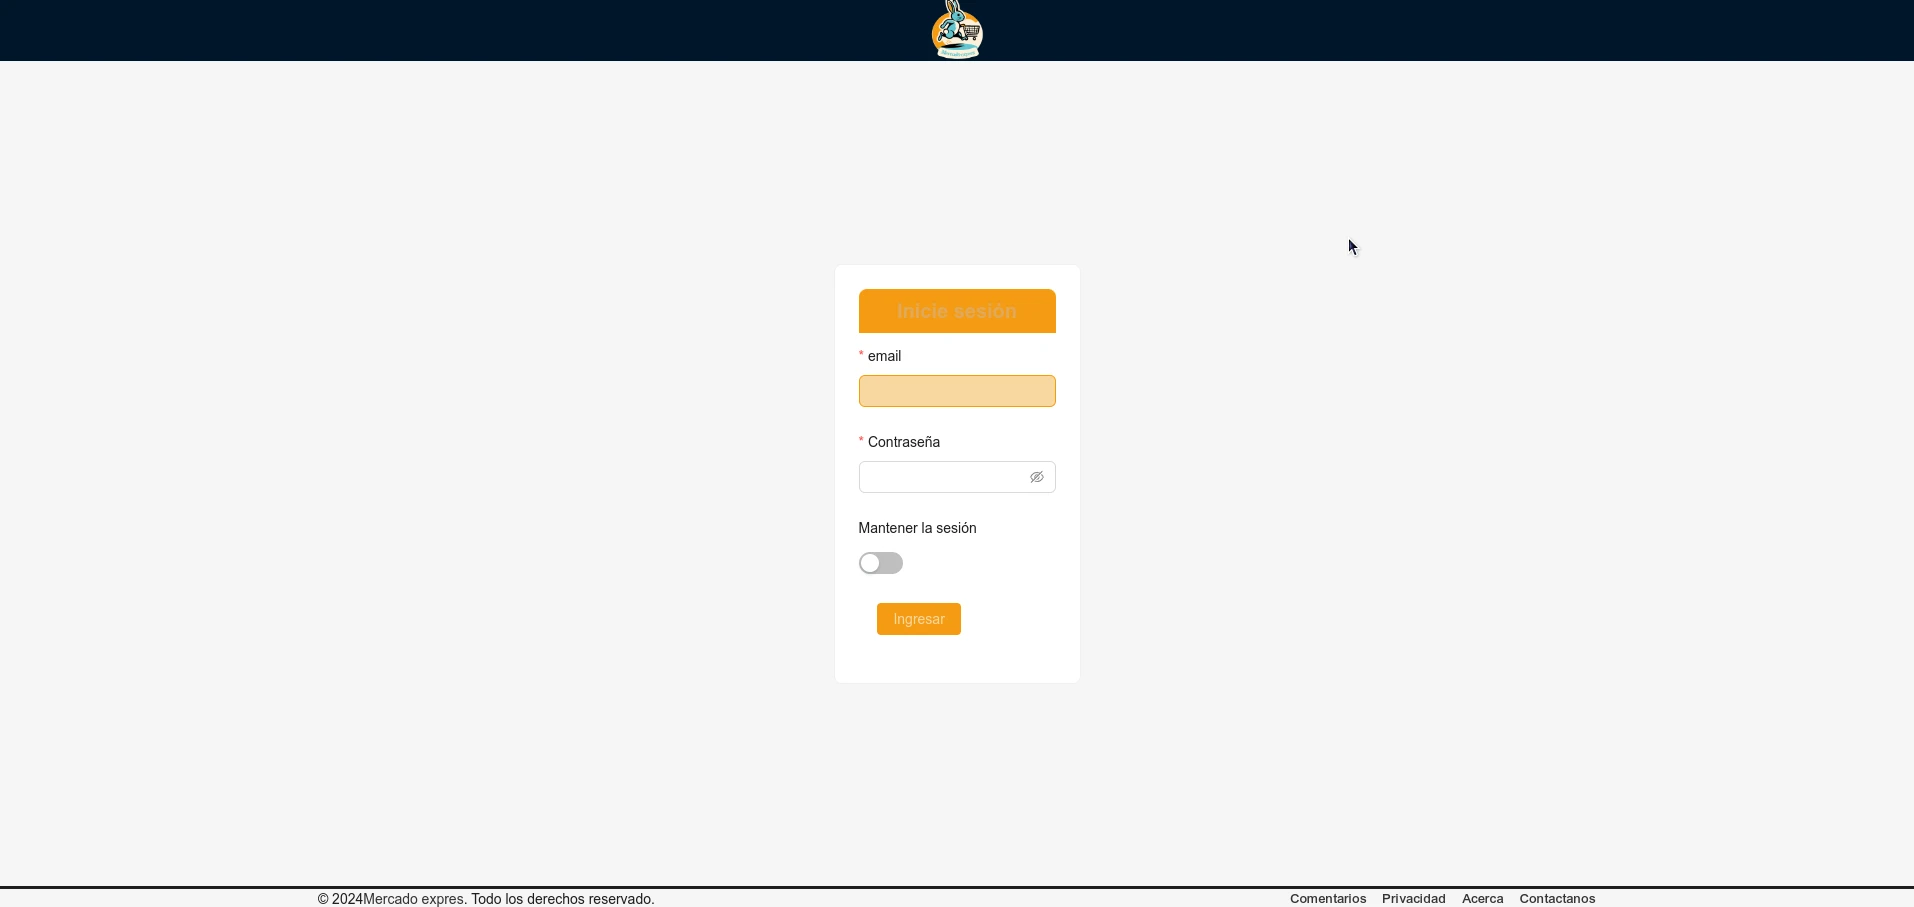 Inicie sesión
* email
* Contraseña
Mantener la sesión
Ingresar
© 2024Mercado expres. Todo los derechos reservado.
Comentarios Privacidad Acerca Contactanos